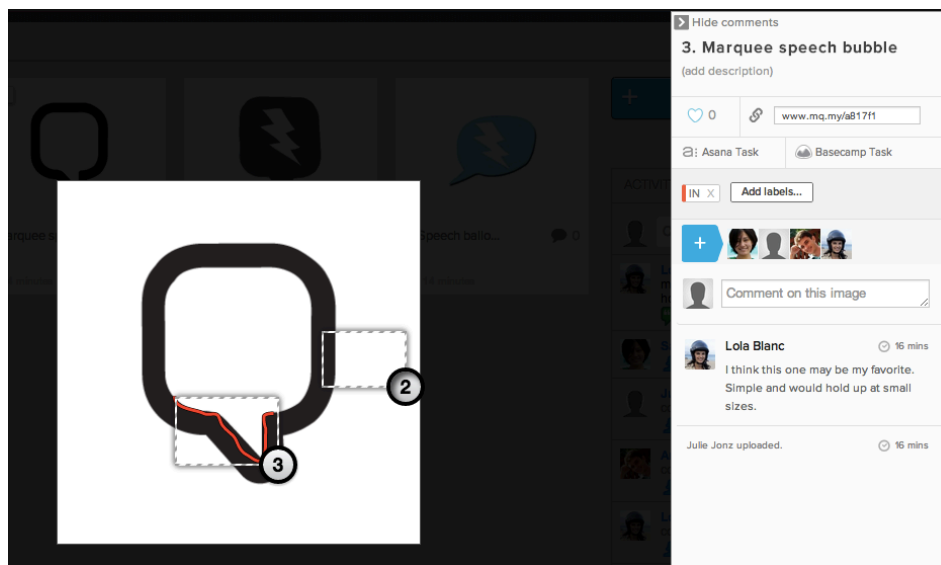 Hide comments
3. Marquee speech bubble
(add description)
0
www.mq.my/a817f1
Asana Task
Basecamp Task
IN X
Add labels...
+
Comment on this image
Lola Blanc
16 mins
I think this one may be my favorite.
Simple and would hold up at small
sizes.
Julie Jonz uploaded.
16 mins
2
3
+
Speech ballo...
0